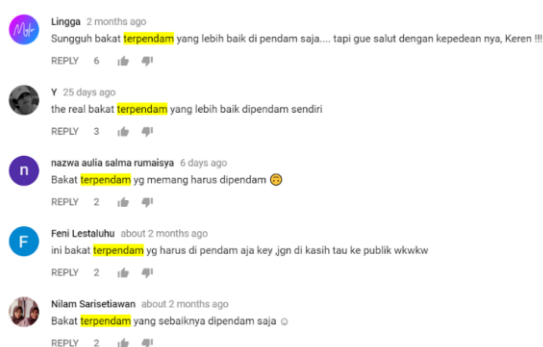 Lingga 2 months ago
Sungguh bakat terpendam yang lebih baik di pendam saja.... tapi gue salut dengan kepedean nya, Keren !!!
REPLY 6
Y 25 days ago
the real bakat terpendam yang lebih baik dipendam sendiri
REPLY 3
n
nazwa aulia salma rumaisya 6 days ago
Bakat terpendam yg memang harus dipendam 🙃
REPLY 2
F
Feni Lestaluhu about 2 months ago
ini bakat terpendam yg harus di pendam aja key ,jgn di kasih tau ke publik wkwkw
REPLY 2
Nilam Sarisetiawan about 2 months ago
Bakat terpendam yang sebaiknya dipendam saja ☺
REPLY 2